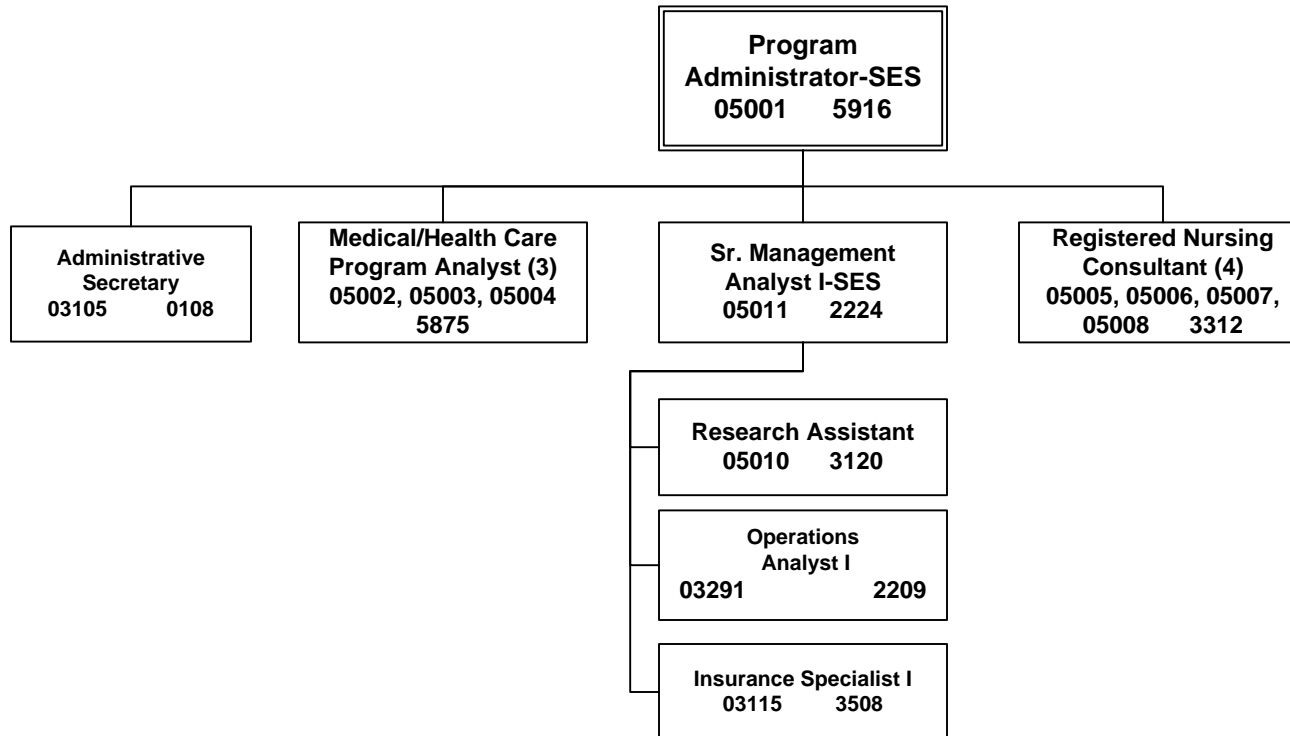 Program
Administrator-SES
05001 5916
Administrative
Secretary
03105 0108
Medical/Health Care
Program Analyst (3)
05002, 05003, 05004
5875
Sr. Management
Analyst I-SES
05011 2224
Registered Nursing
Consultant (4)
05005, 05006, 05007,
05008 3312
Research Assistant
05010 3120
Operations
Analyst I
03291 2209
Insurance Specialist I
03115 3508